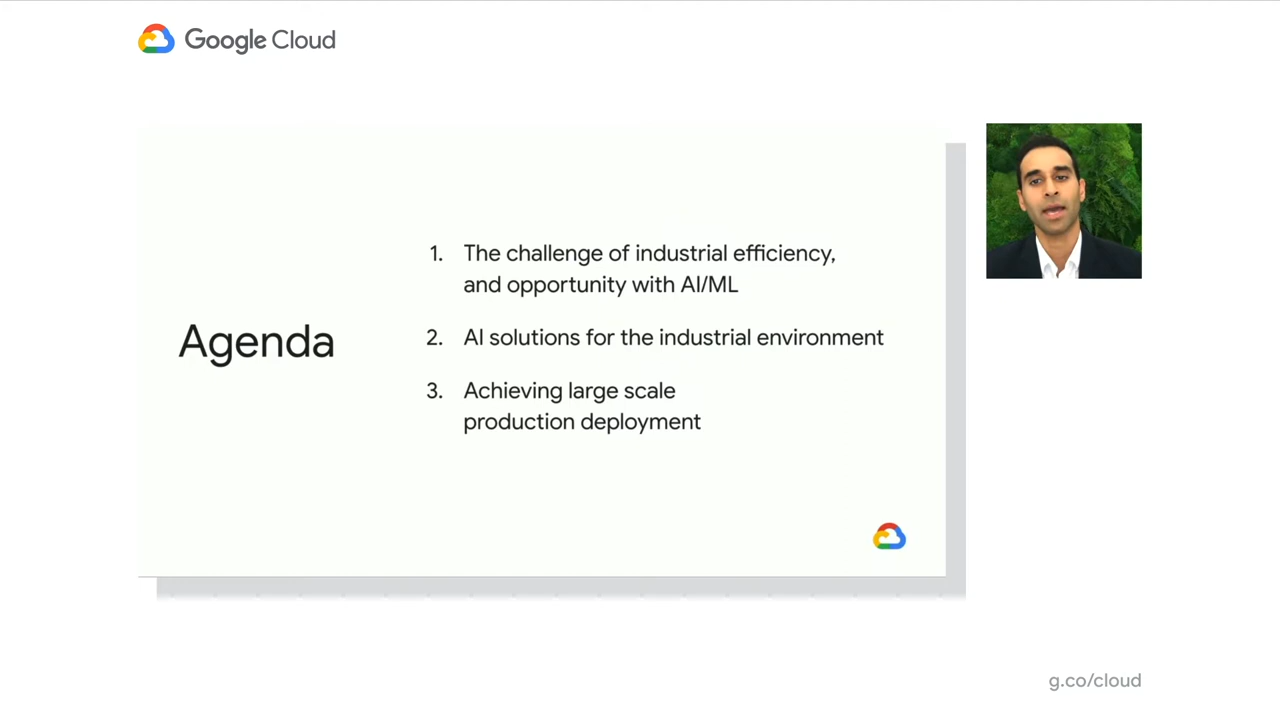 Google Cloud
Agenda
1. The challenge of industrial efficiency,
and opportunity with AI/ML
2. AI solutions for the industrial environment
3. Achieving large scale
production deployment
g.co/cloud